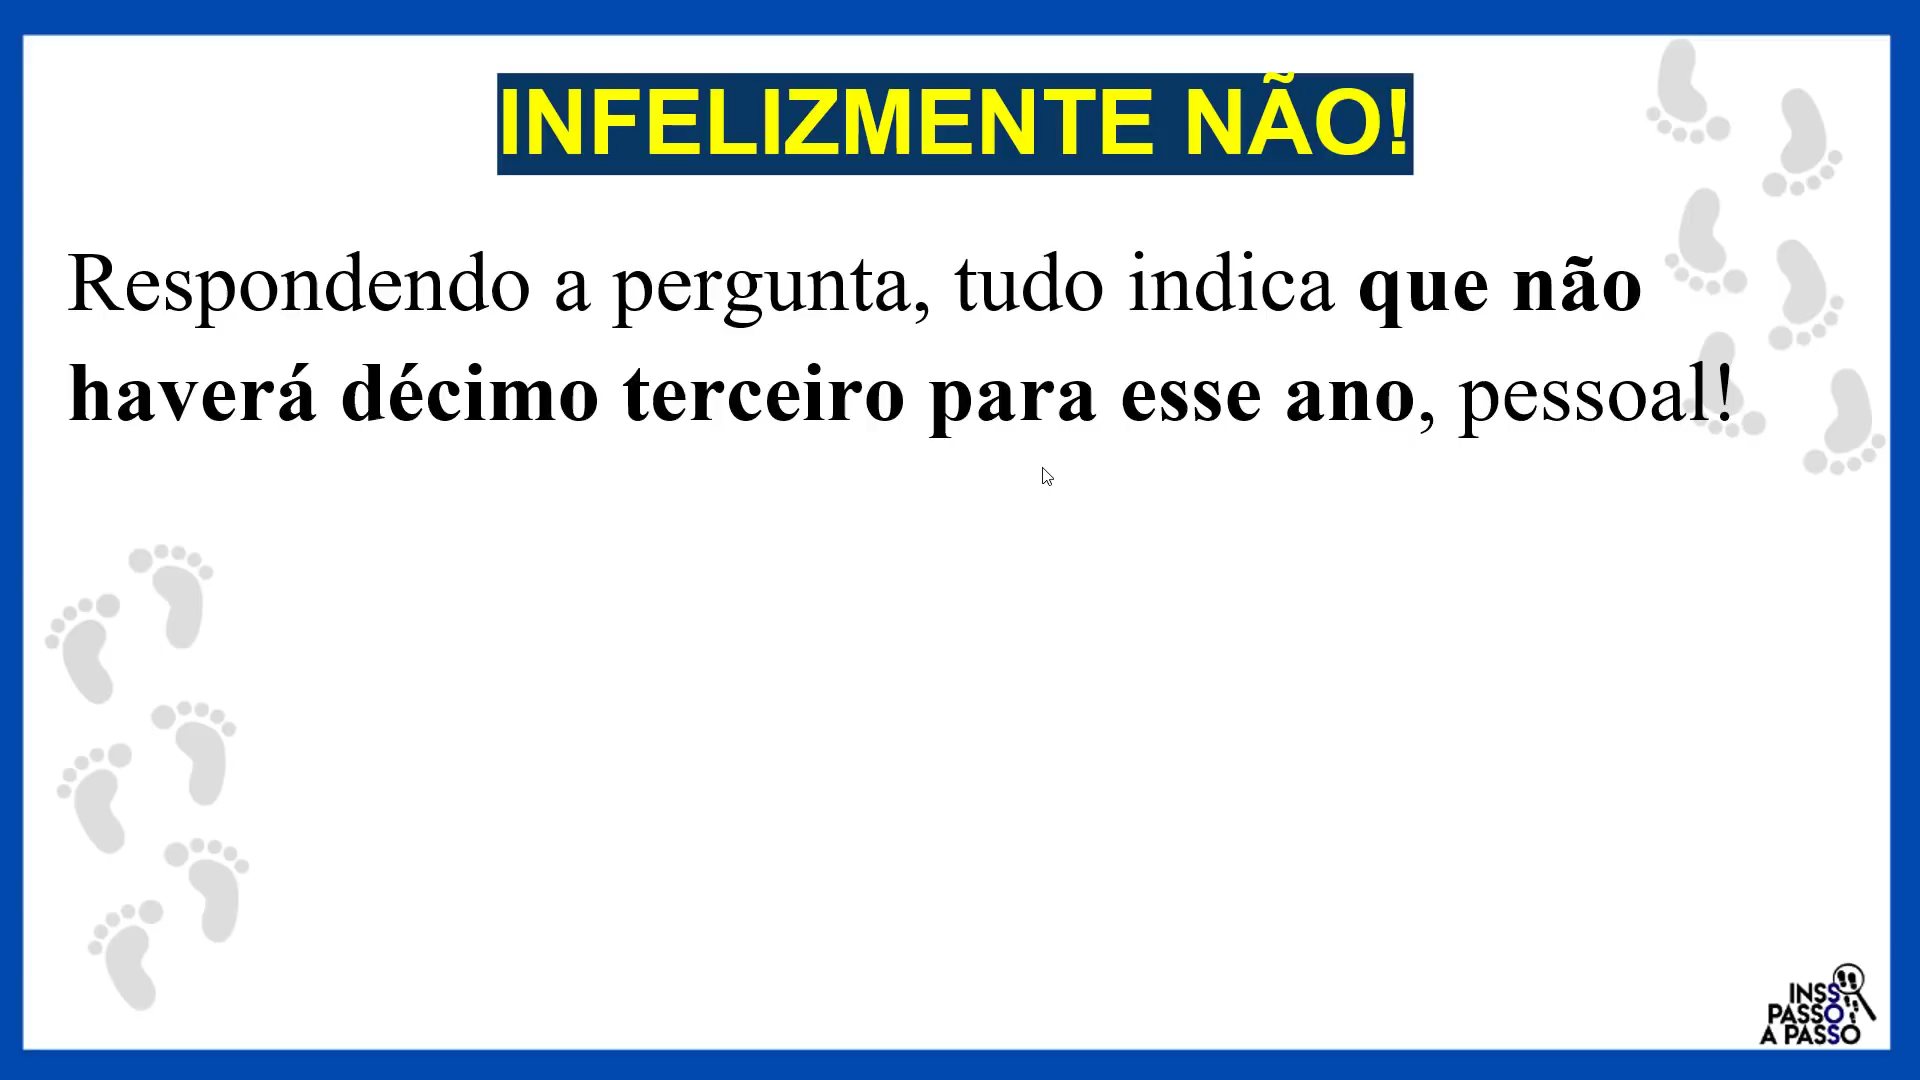 INFELIZMENTE NÃO!
Respondendo a pergunta, tudo indica que não
haverá décimo terceiro para esse ano, pessoal!
INSS
PASSO
A PASSO